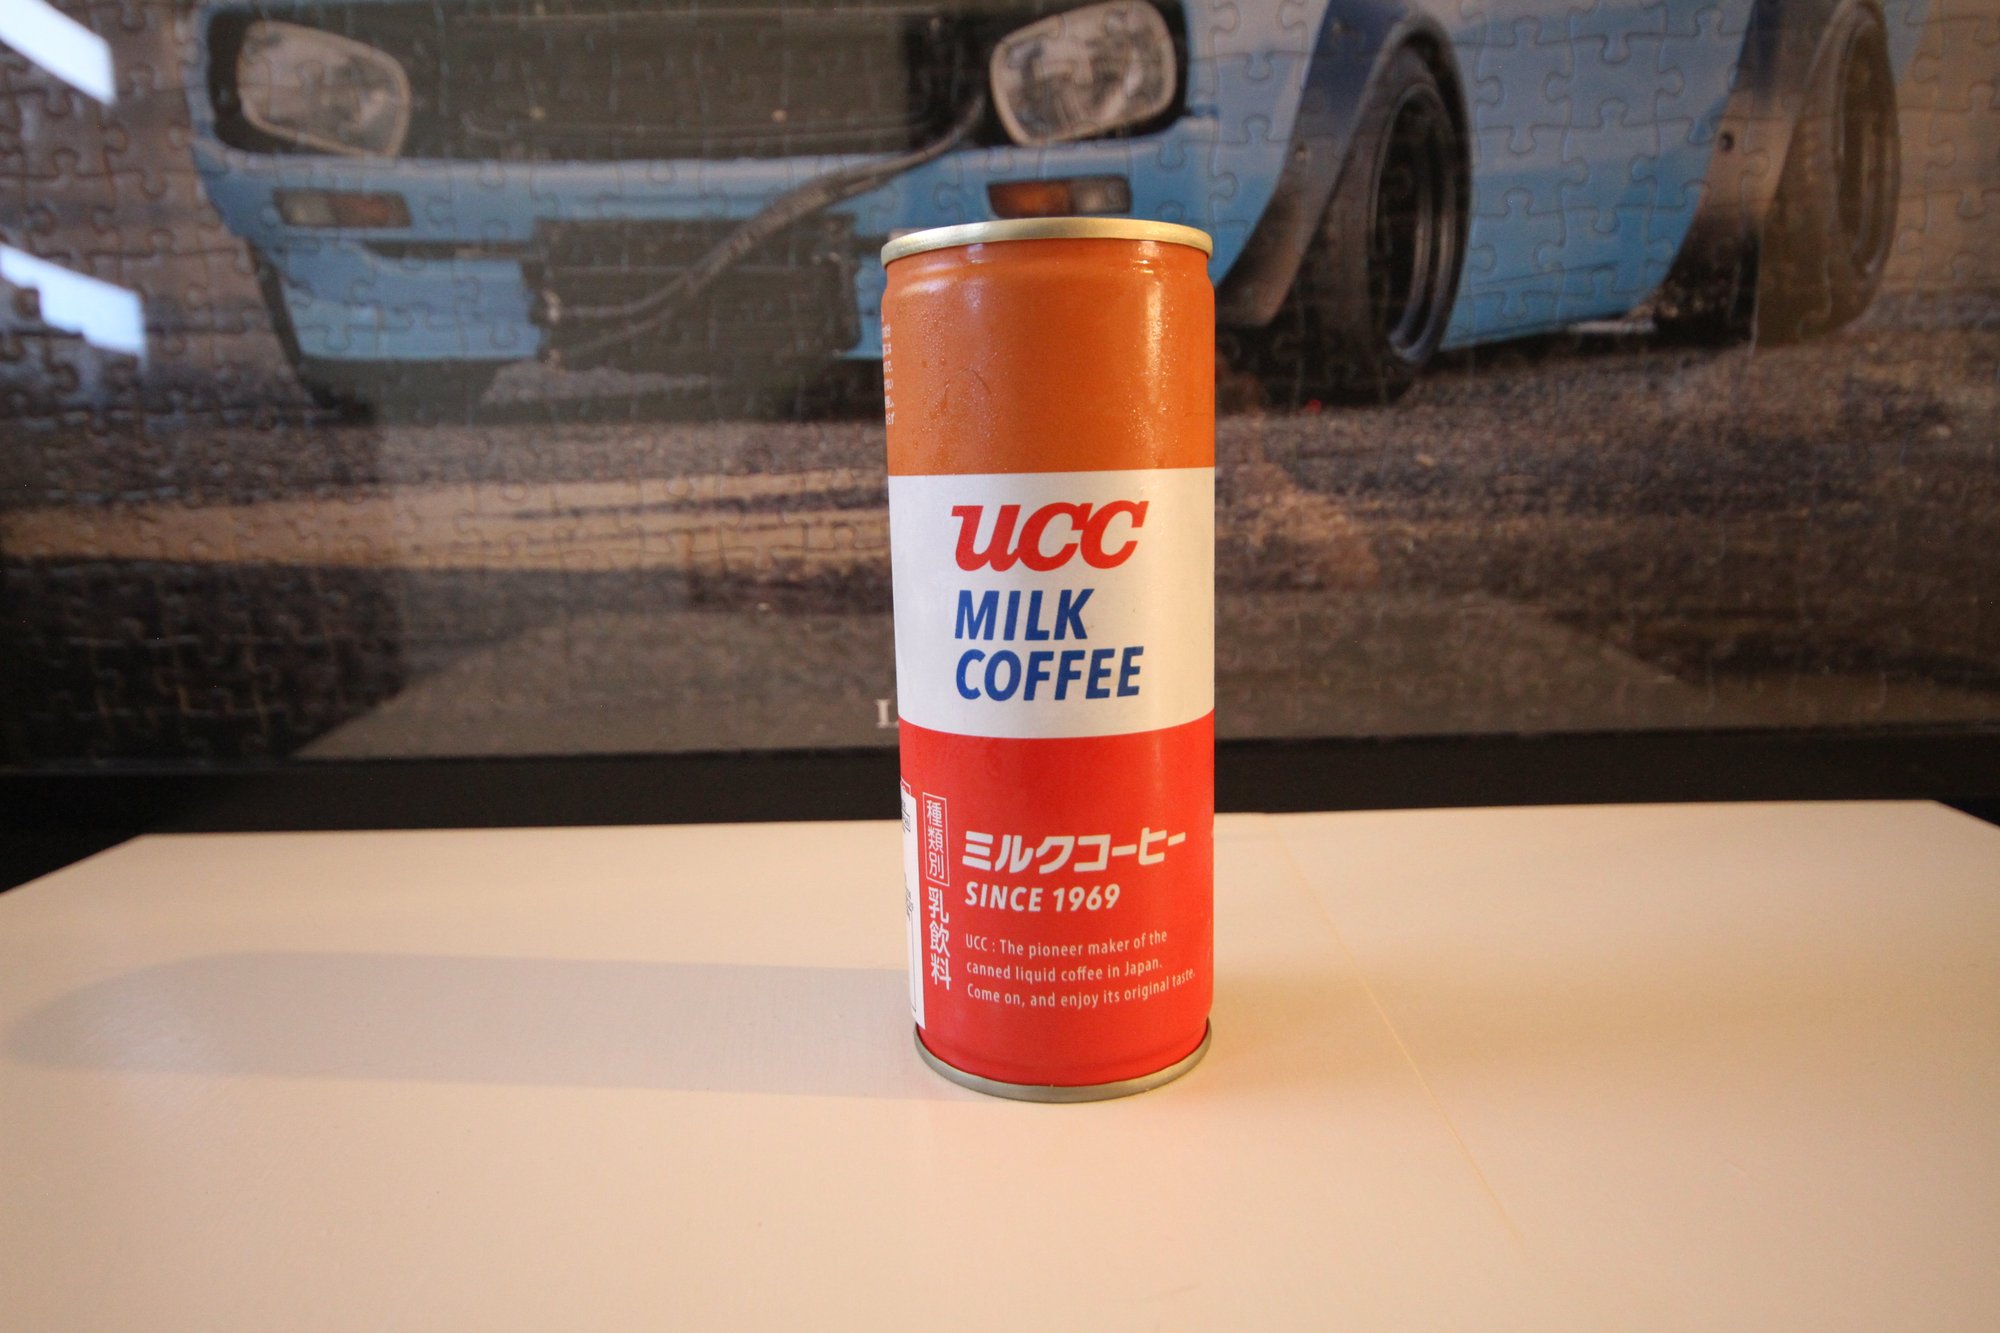 UCC
MILK
COFFEE
種類別 乳飲料
ミルクコーヒー
SINCE 1969
UCC : The pioneer maker of the
canned liquid coffee in Japan.
Come on, and enjoy its original taste.